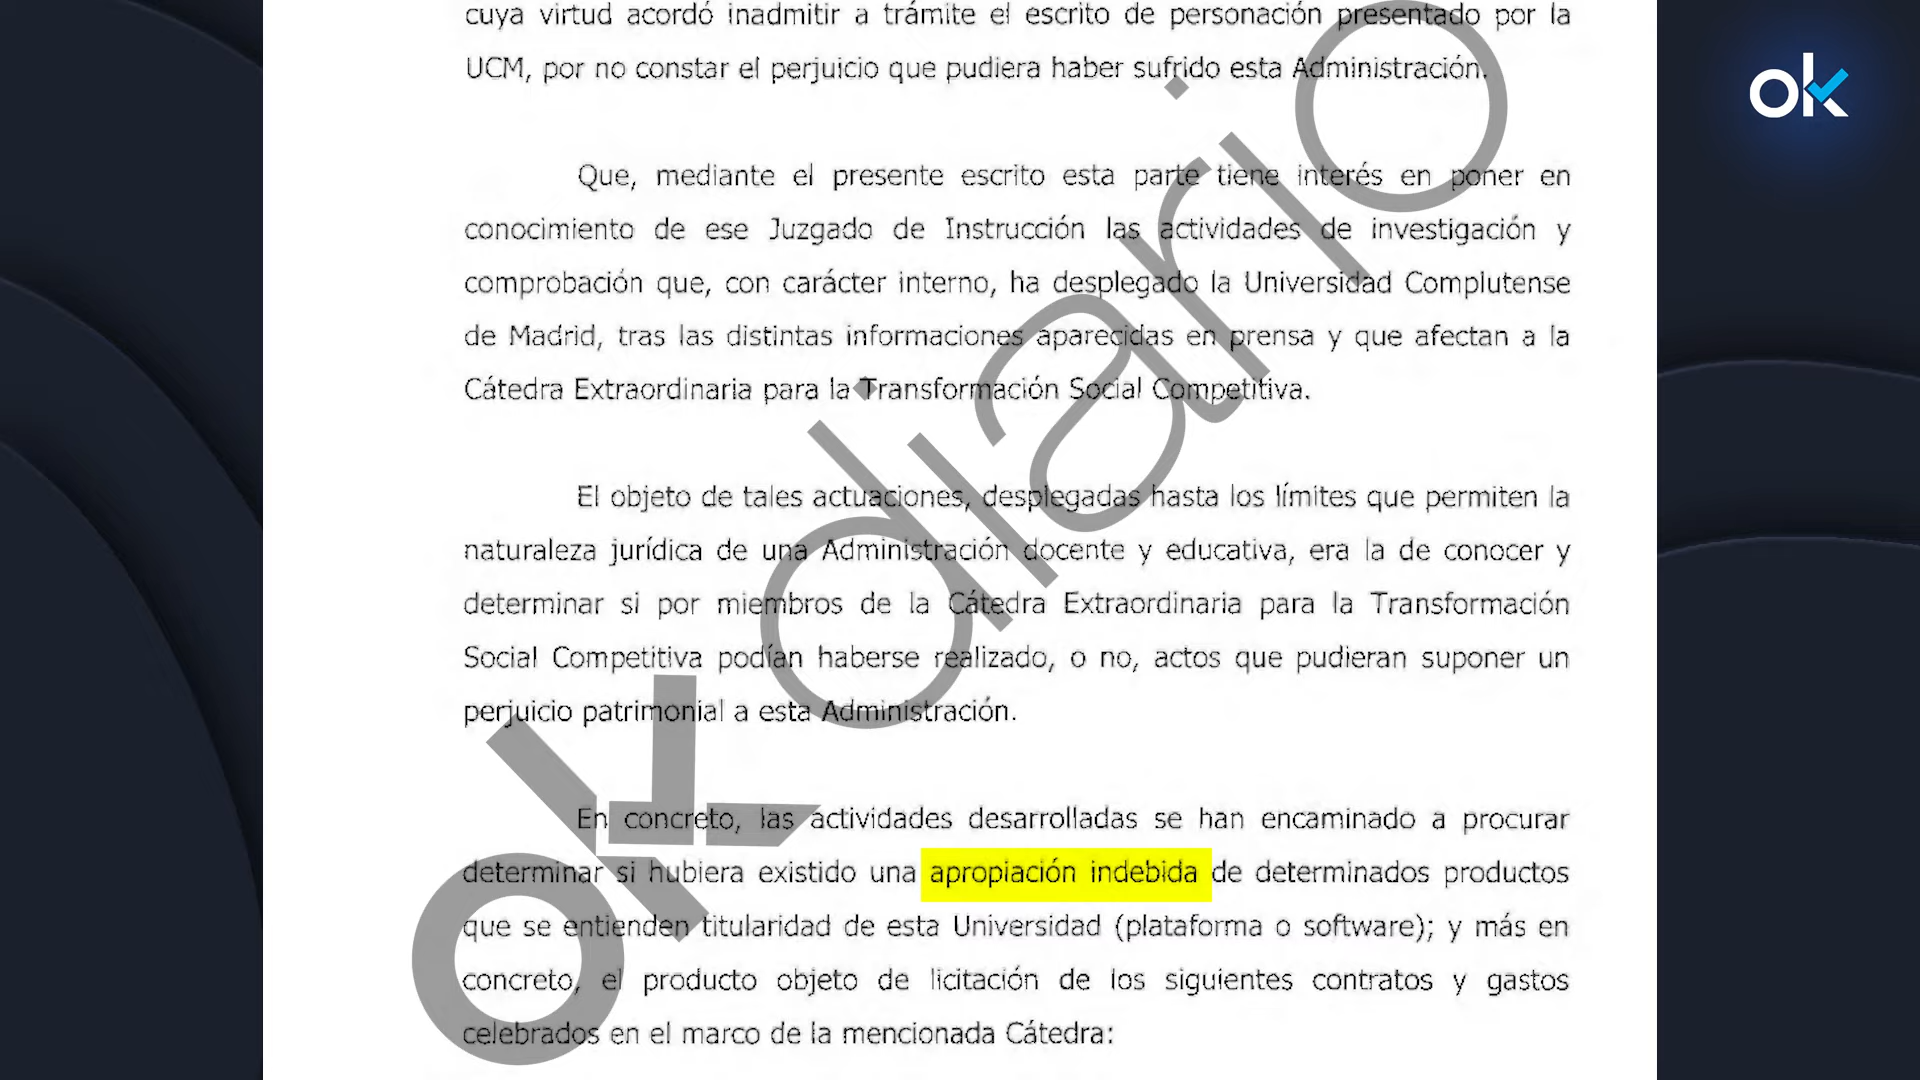 cuya virtud acordó inadmitir a trámite el escrito de personación presentado por la
UCM, por no constar el perjuicio que pudiera haber sufrido esta Administración.
Que, mediante el presente escrito esta parte tiene interés en poner en
conocimiento de ese Juzgado de Instrucción las actividades de investigación y
comprobación que, con carácter interno, ha desplegado la Universidad Complutense
de Madrid, tras las distintas informaciones aparecidas en prensa y que afectan a la
Cátedra Extraordinaria para la Transformación Social Competitiva.
El objeto de tales actuaciones, desplegadas hasta los límites que permiten la
naturaleza jurídica de una Administración docente y educativa, era la de conocer y
determinar si por miembros de la Cátedra Extraordinaria para la Transformación
Social Competitiva podían haberse realizado, o no, actos que pudieran suponer un
perjuicio patrimonial a esta Administración.
En concreto, las actividades desarrolladas se han encaminado a procurar
determinar si hubiera existido una apropiación indebida de determinados productos
que se entienden titularidad de esta Universidad (plataforma o software); y más en
concreto, el producto objeto de licitación de los siguientes contratos y gastos
celebrados en el marco de la mencionada Cátedra:
okdiario
ok